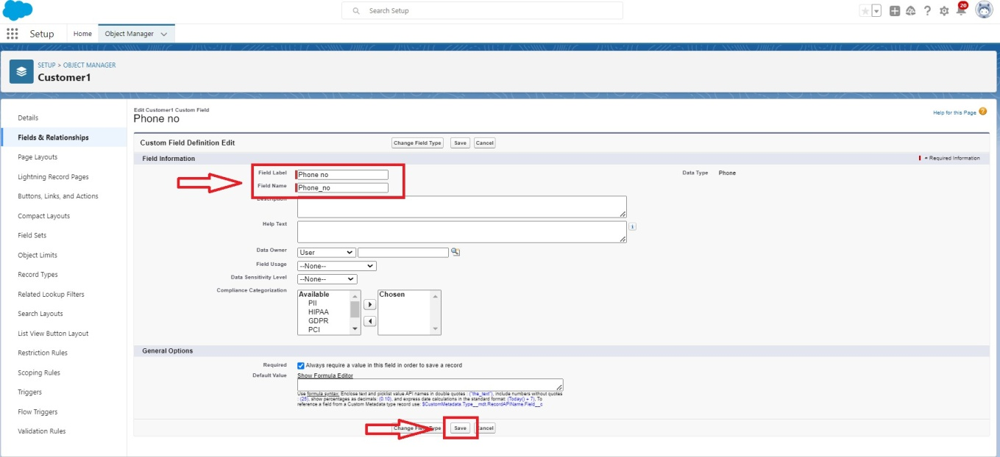 Search Setup
20
Setup
Home
Object Manager
SETUP > OBJECT MANAGER
Customer1
Details
Fields & Relationships
Page Layouts
Lightning Record Pages
Buttons, Links, and Actions
Compact Layouts
Field Sets
Object Limits
Record Types
Related Lookup Filters
Search Layouts
List View Button Layout
Restriction Rules
Scoping Rules
Triggers
Flow Triggers
Validation Rules
Edit Customer1 Custom Field
Phone no
Help for this Page
Custom Field Definition Edit
Change Field Type
Save
Cancel
Field Information
= Required Information
Field Label
Phone no
Data Type
Phone
Field Name
Phone_no
Description
Help Text
i
Data Owner
User
Field Usage
--None--
Data Sensitivity Level
--None--
Compliance Categorization
Available
PII
HIPAA
GDPR
PCI
Chosen
General Options
Required
Always require a value in this field in order to save a record
Default Value
Show Formula Editor
Use formula syntax: Enclose text and picklist value API names in double quotes : ("the_text"), include numbers without quotes
: (25), show percentages as decimals: (0.10), and express date calculations in the standard format: (Today() + 7). To
reference a field from a Custom Metadata type record use: $CustomMetadata.Type__mdt.RecordAPIName.Field__c
Change Field Type
Save
Cancel